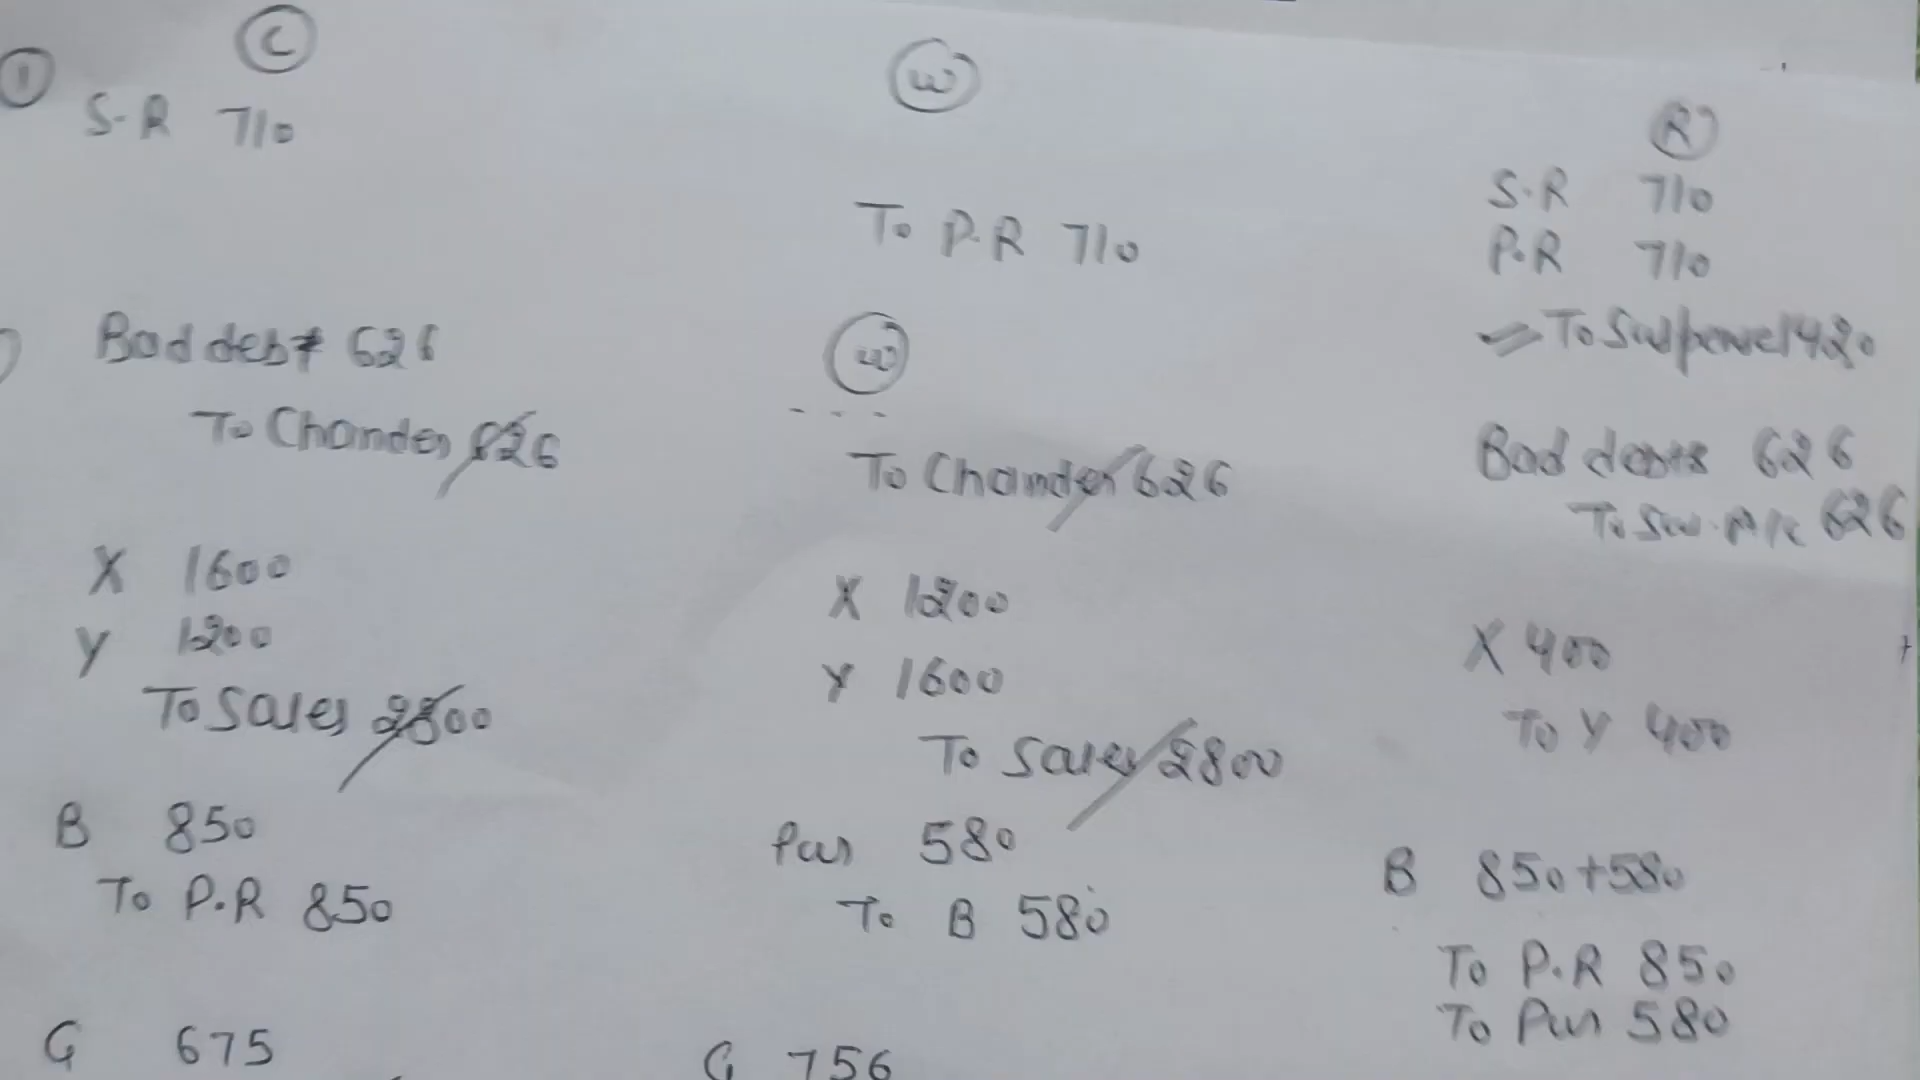 1 C
S-R 710
Bad debt 626
To Chander 626
X 1600
Y 1200
To Sales 2800
B 850
To P.R 850
G 675
W
To P.R 710
W
To Chander 626
X 1200
Y 1600
To Sales 2800
Pur 580
To B 580
G 756
R
S.R 710
P.R 710
To Suspense 1420
Bad debts 626
To Sus. A/c 626
X 400
To Y 400
B 850+580
To P.R 850
To Pur 580